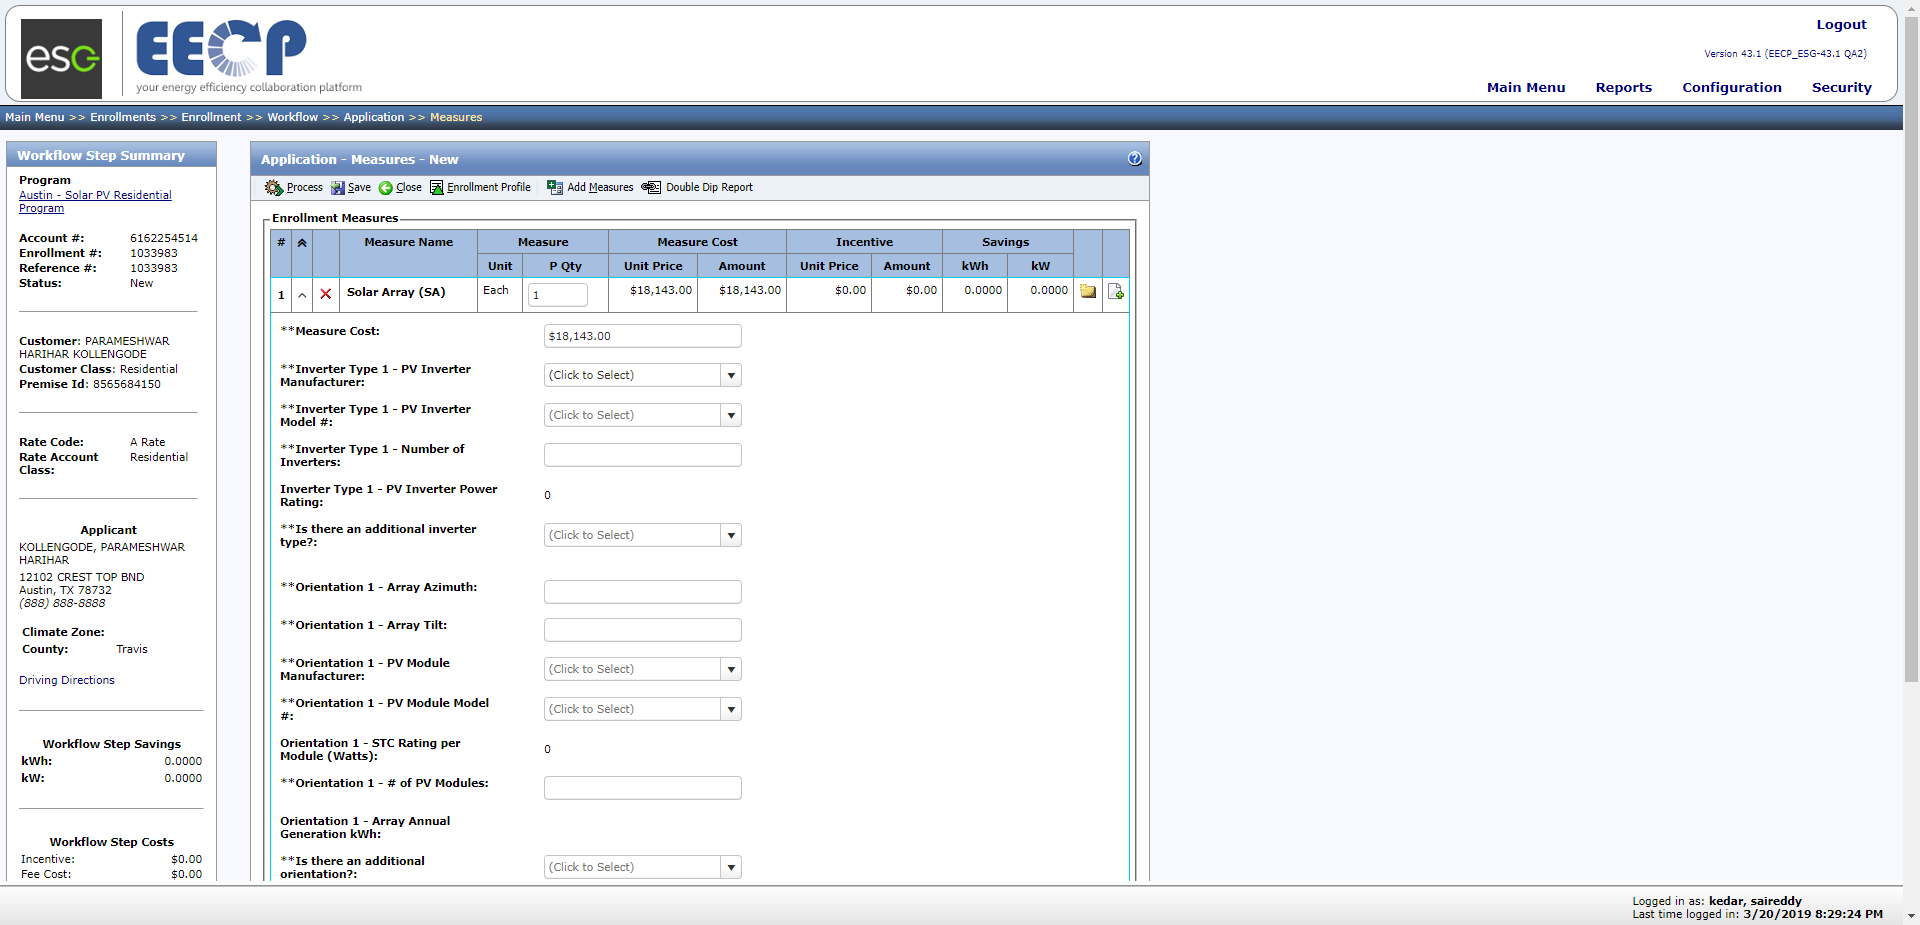 esg
EECP
your energy efficiency collaboration platform
Logout
Version 43.1 (EECP_ESG-43.1 QA2)
Main Menu Reports Configuration Security
Main Menu >> Enrollments >> Enrollment >> Workflow >> Application >> Measures
Workflow Step Summary
Program
Austin - Solar PV Residential
Program
Account #: 6162254514
Enrollment #: 1033983
Reference #: 1033983
Status: New
Customer: PARAMESHWAR
HARIHAR KOLLENGODE
Customer Class: Residential
Premise Id: 8565684150
Rate Code: A Rate
Rate Account Residential
Class:
Applicant
KOLLENGODE, PARAMESHWAR
HARIHAR
12102 CREST TOP BND
Austin, TX 78732
(888) 888-8888
Climate Zone:
County: Travis
Driving Directions
Workflow Step Savings
kWh: 0.0000
kW: 0.0000
Workflow Step Costs
Incentive: $0.00
Fee Cost: $0.00
Application - Measures - New
?
Process Save Close Enrollment Profile Add Measures Double Dip Report
Enrollment Measures
# Measure Name Measure Measure Cost Incentive Savings
Unit P Qty Unit Price Amount Unit Price Amount kWh kW
1 Solar Array (SA) Each 1 $18,143.00 $18,143.00 $0.00 $0.00 0.0000 0.0000
**Measure Cost: $18,143.00
**Inverter Type 1 - PV Inverter
Manufacturer: (Click to Select)
**Inverter Type 1 - PV Inverter
Model #: (Click to Select)
**Inverter Type 1 - Number of
Inverters:
Inverter Type 1 - PV Inverter Power
Rating: 0
**Is there an additional inverter
type?: (Click to Select)
**Orientation 1 - Array Azimuth:
**Orientation 1 - Array Tilt:
**Orientation 1 - PV Module
Manufacturer: (Click to Select)
**Orientation 1 - PV Module Model
#: (Click to Select)
Orientation 1 - STC Rating per
Module (Watts): 0
**Orientation 1 - # of PV Modules:
Orientation 1 - Array Annual
Generation kWh:
**Is there an additional
orientation?: (Click to Select)
Logged in as: kedar, saireddy
Last time logged in: 3/20/2019 8:29:24 PM